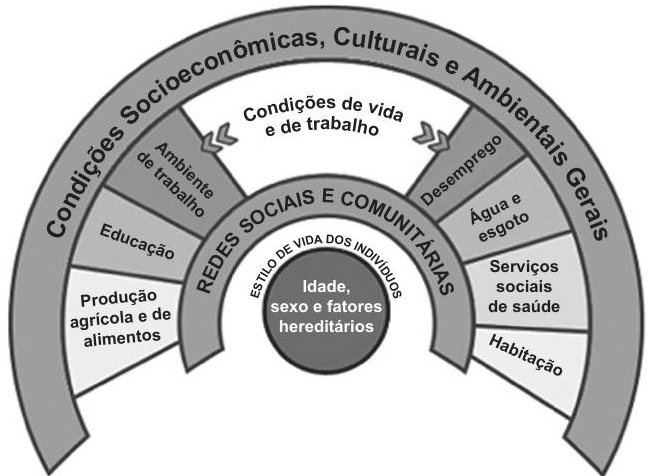 Condições Socioeconômicas, Culturais e Ambientais Gerais
Condições de vida
e de trabalho
Ambiente
de trabalho
Educação
Produção
agrícola e de
alimentos
Desemprego
Água e
esgoto
Serviços
sociais
de saúde
Habitação
REDES SOCIAIS E COMUNITÁRIAS
ESTILO DE VIDA DOS INDIVÍDUOS
Idade,
sexo e fatores
hereditários